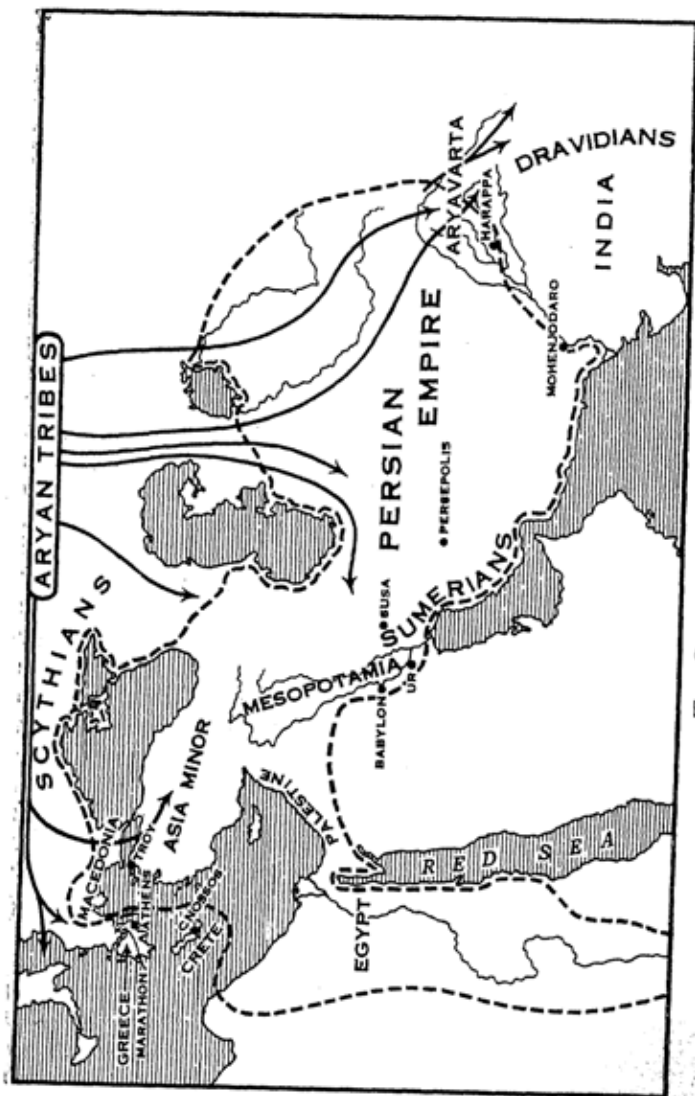 ARYAN TRIBES
SCYTHIANS
MACEDONIA
GREECE
MARATHON
ATHENS
TROY
ASIA MINOR
CNOSSOS
CRETE
PALESTINE
EGYPT
RED SEA
MESOPOTAMIA
BABYLON
UR
SUSA
SUMERIANS
PERSIAN
EMPIRE
PERSEPOLIS
ARYAVARTA
HARAPPA
MOHENJODARO
DRAVIDIANS
INDIA